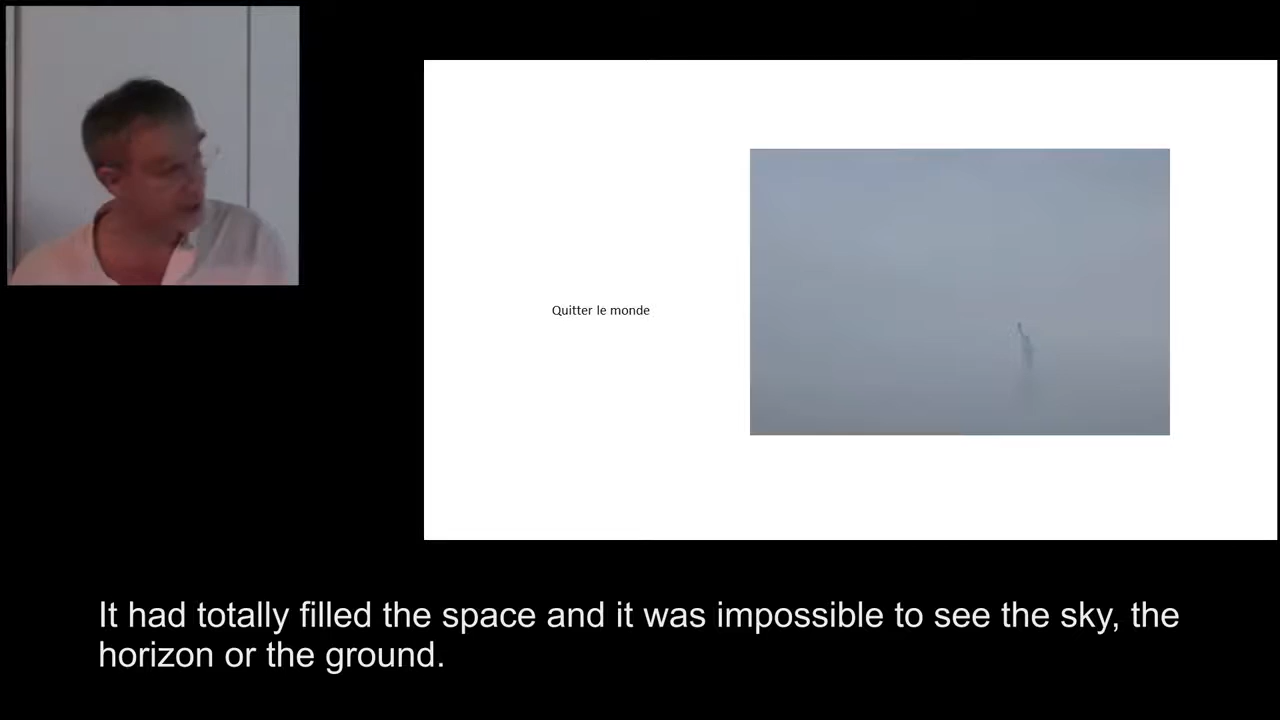 Quitter le monde
It had totally filled the space and it was impossible to see the sky, the
horizon or the ground.